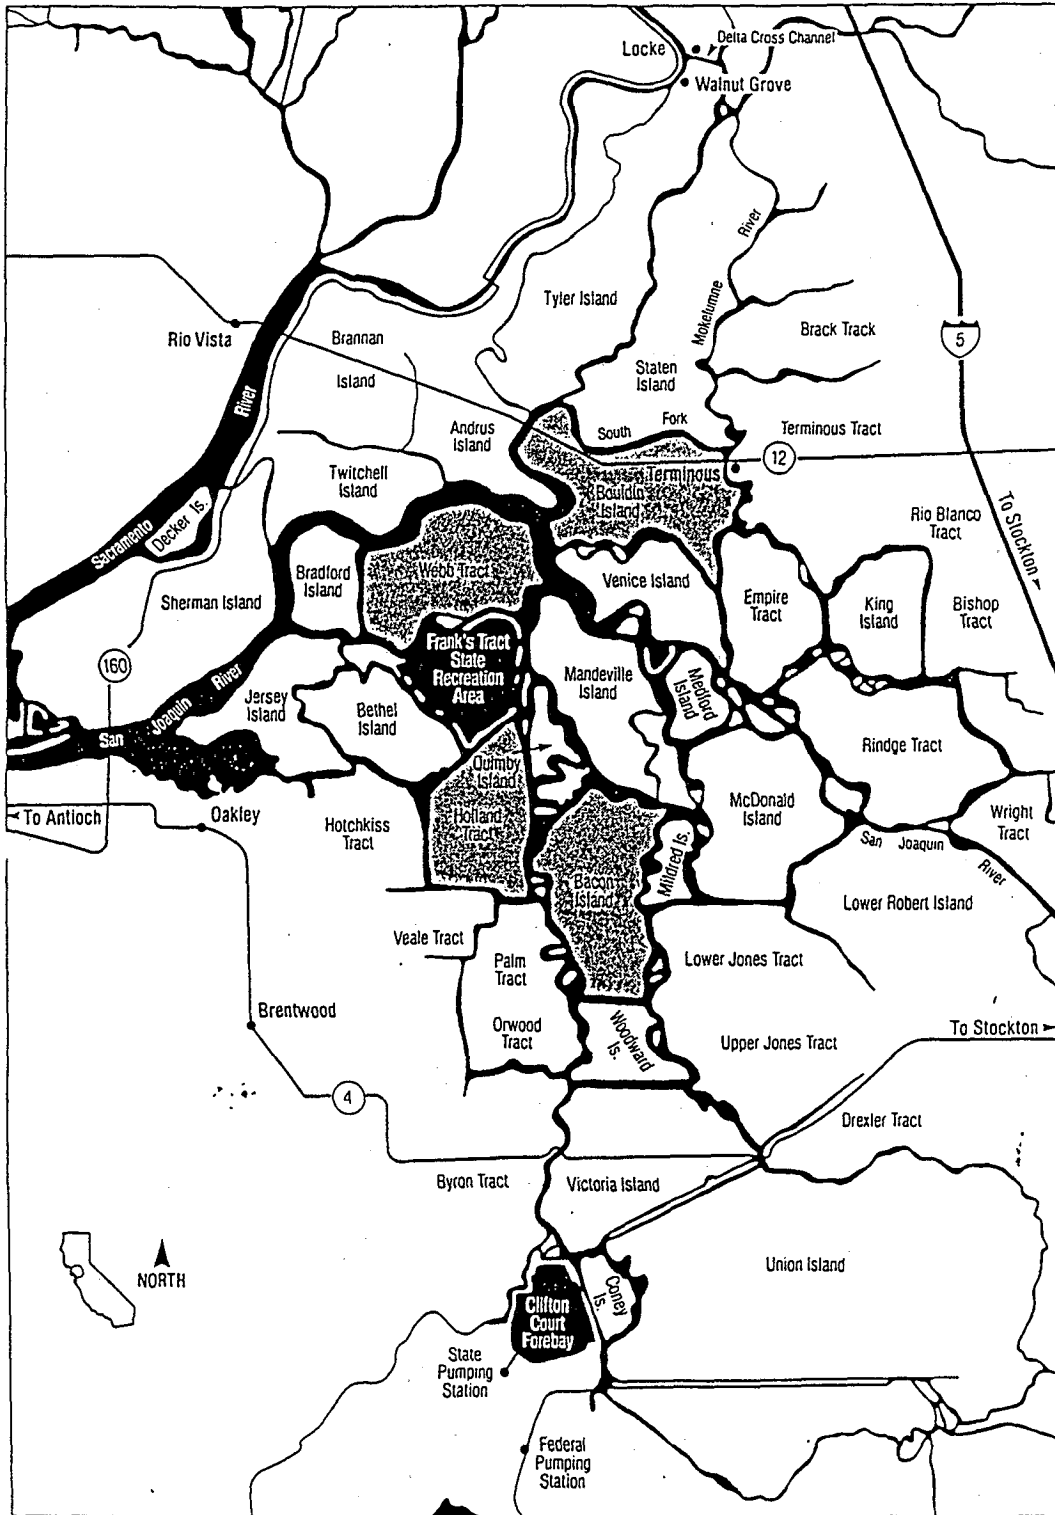 Locke
Delta Cross Channel
Walnut Grove
River
Mokelumne
Tyler Island
Brack Track
5
Rio Vista
Brannan
Island
Staten
Island
River
Andrus
Island
South
Fork
Terminous Tract
12
Terminous
Twitchell
Island
Bouldin
Island
To Stockton
Rio Blanco
Tract
Sacramento
Decker Is.
Bradford
Island
Webb Tract
Venice Island
Empire
Tract
King
Island
Bishop
Tract
Sherman Island
160
Frank's Tract
State
Recreation
Area
Mandeville
Island
Medford
Island
River
Joaquin
San
Jersey
Island
Bethel
Island
Rindge Tract
Quimby
Island
To Antioch
Oakley
Hotchkiss
Tract
Holland
Tract
McDonald
Island
Wright
Tract
San
Joaquin
River
Mildred Is.
Bacon
Island
Lower Robert Island
Veale Tract
Palm
Tract
Lower Jones Tract
Brentwood
Orwood
Tract
Woodward
Is.
Upper Jones Tract
To Stockton
4
Drexler Tract
Byron Tract
Victoria Island
NORTH
Union Island
Coney
Is.
Clifton
Court
Forebay
State
Pumping
Station
Federal
Pumping
Station